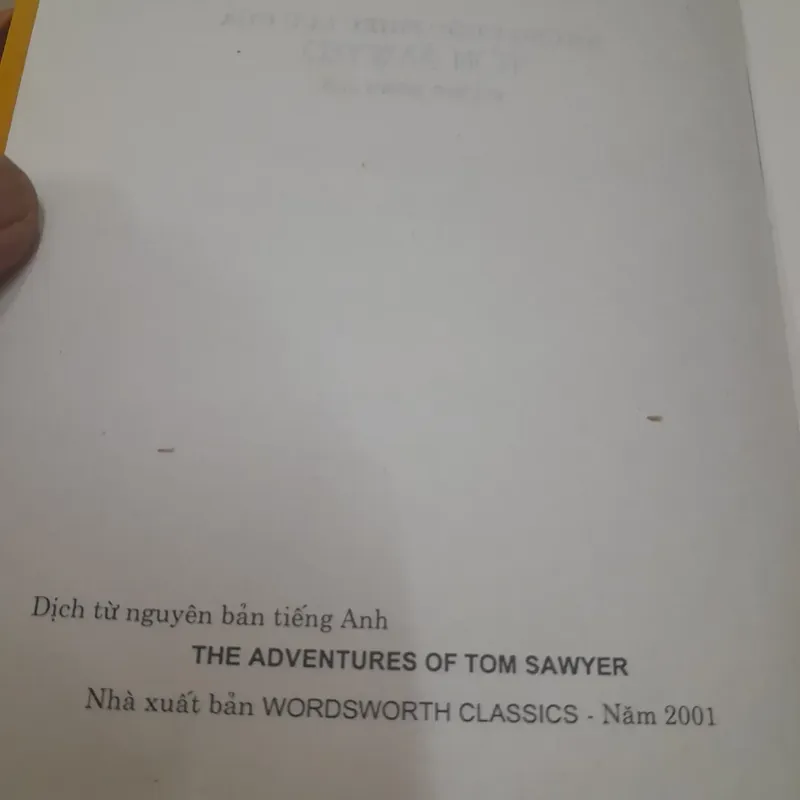 Dịch từ nguyên bản tiếng Anh
THE ADVENTURES OF TOM SAWYER
Nhà xuất bản WORDSWORTH CLASSICS - Năm 2001